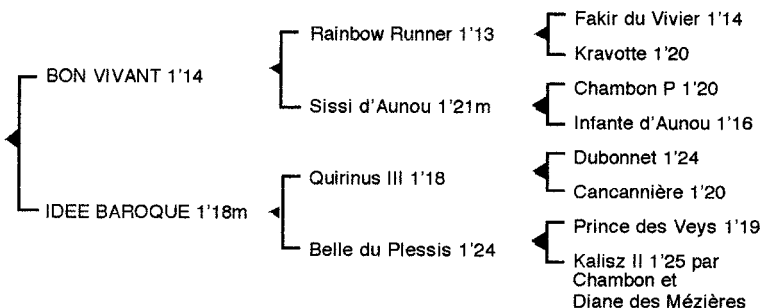 Fakir du Vivier 1'14
Rainbow Runner 1'13
Kravotte 1'20
BON VIVANT 1'14
Chambon P 1'20
Sissi d'Aunou 1'21m
Infante d'Aunou 1'16
Dubonnet 1'24
Quirinus III 1'18
Cancannière 1'20
IDEE BAROQUE 1'18m
Prince des Veys 1'19
Belle du Plessis 1'24
Kalisz II 1'25 par
Chambon et
Diane des Mézières